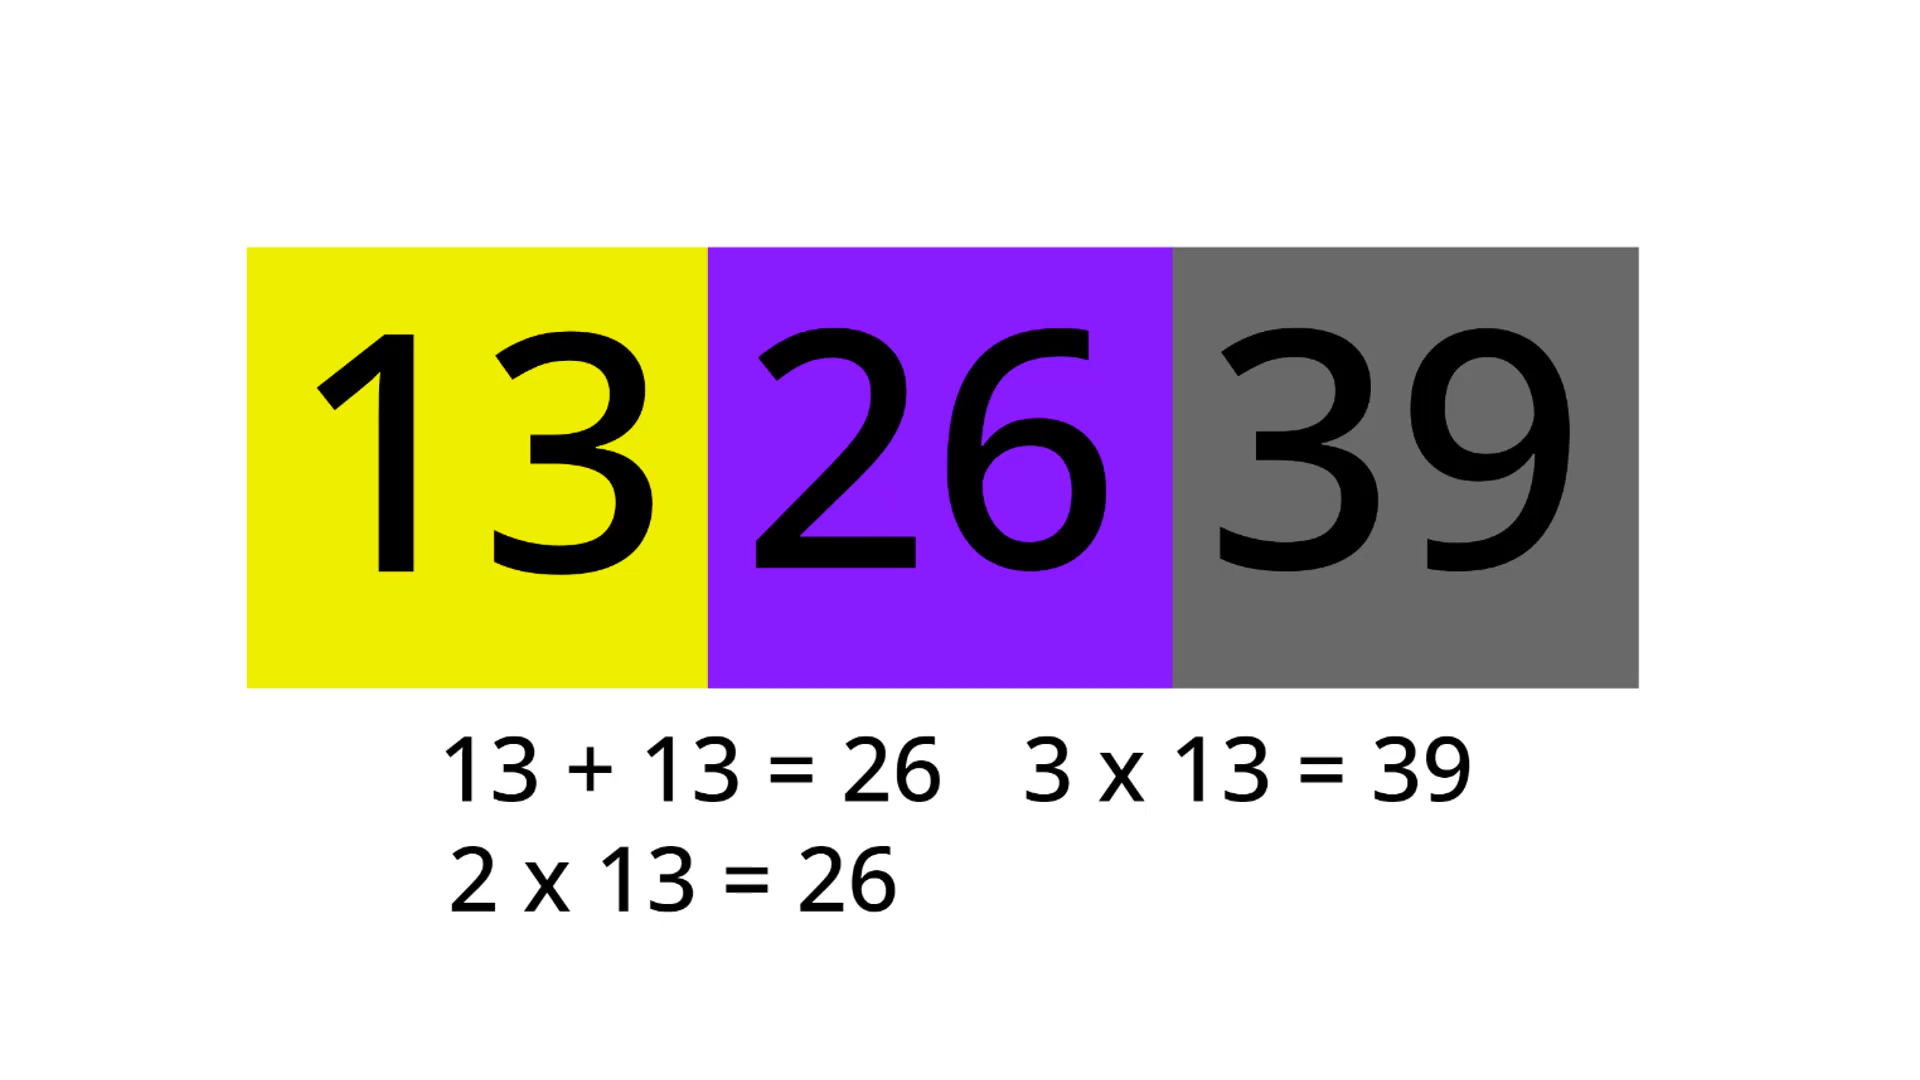 13 26 39
13 + 13 = 26 3 x 13 = 39
2 x 13 = 26